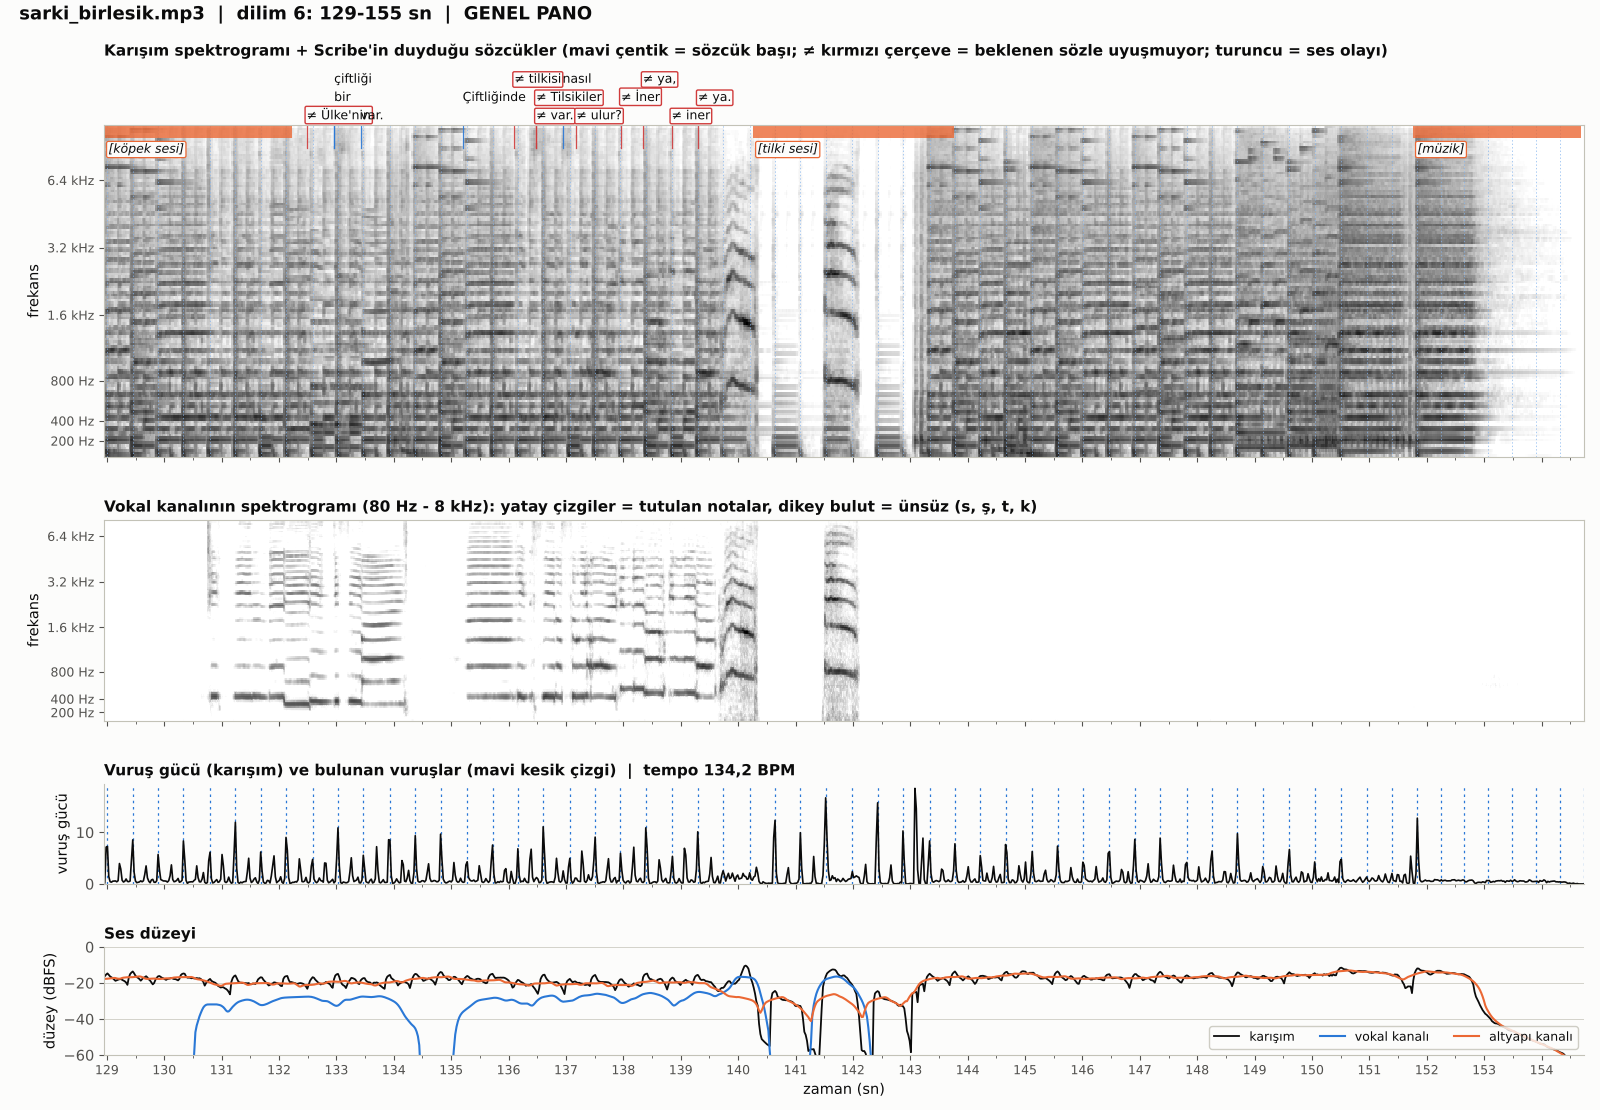 sarki_birlesik.mp3 | dilim 6: 129-155 sn | GENEL PANO
Karışım spektrogramı + Scribe'in duyduğu sözcükler (mavi çentik = sözcük başı; ≠ kırmızı çerçeve = beklenen sözle uyuşmuyor; turuncu = ses olayı)
çiftliği ≠ tilkisi nasıl ≠ ya,
bir Çiftliğinde ≠ Tilsikiler ≠ İner ≠ ya.
≠ Ülke'nin var. ≠ var. ≠ ulur? ≠ iner
[köpek sesi] [tilki sesi] [müzik]
6.4 kHz
3.2 kHz
1.6 kHz
800 Hz
400 Hz
200 Hz
frekans
Vokal kanalının spektrogramı (80 Hz - 8 kHz): yatay çizgiler = tutulan notalar, dikey bulut = ünsüz (s, ş, t, k)
6.4 kHz
3.2 kHz
1.6 kHz
800 Hz
400 Hz
200 Hz
frekans
Vuruş gücü (karışım) ve bulunan vuruşlar (mavi kesik çizgi) | tempo 134,2 BPM
10
0
vuruş gücü
Ses düzeyi
0
−20
−40
−60
düzey (dBFS)
karışım vokal kanalı altyapı kanalı
129 130 131 132 133 134 135 136 137 138 139 140 141 142 143 144 145 146 147 148 149 150 151 152 153 154
zaman (sn)